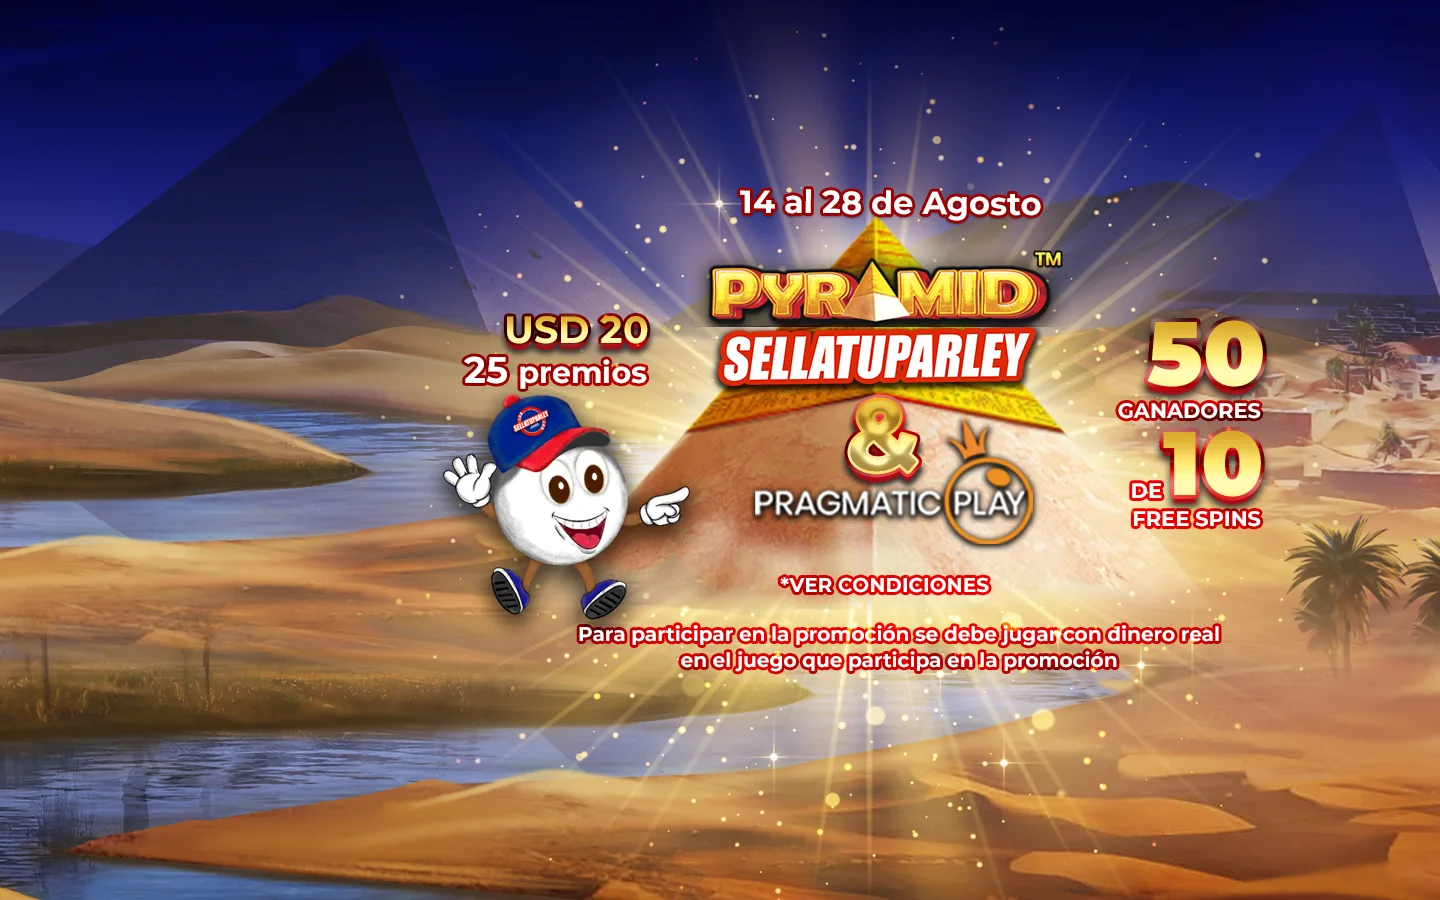 14 al 28 de Agosto
PYRAMID™
SELLATUPARLEY
&
PRAGMATIC PLAY
USD 20
25 premios
SELLATUPARLEY
50
GANADORES
DE 10
FREE SPINS
*VER CONDICIONES
Para participar en la promoción se debe jugar con dinero real
en el juego que participa en la promoción